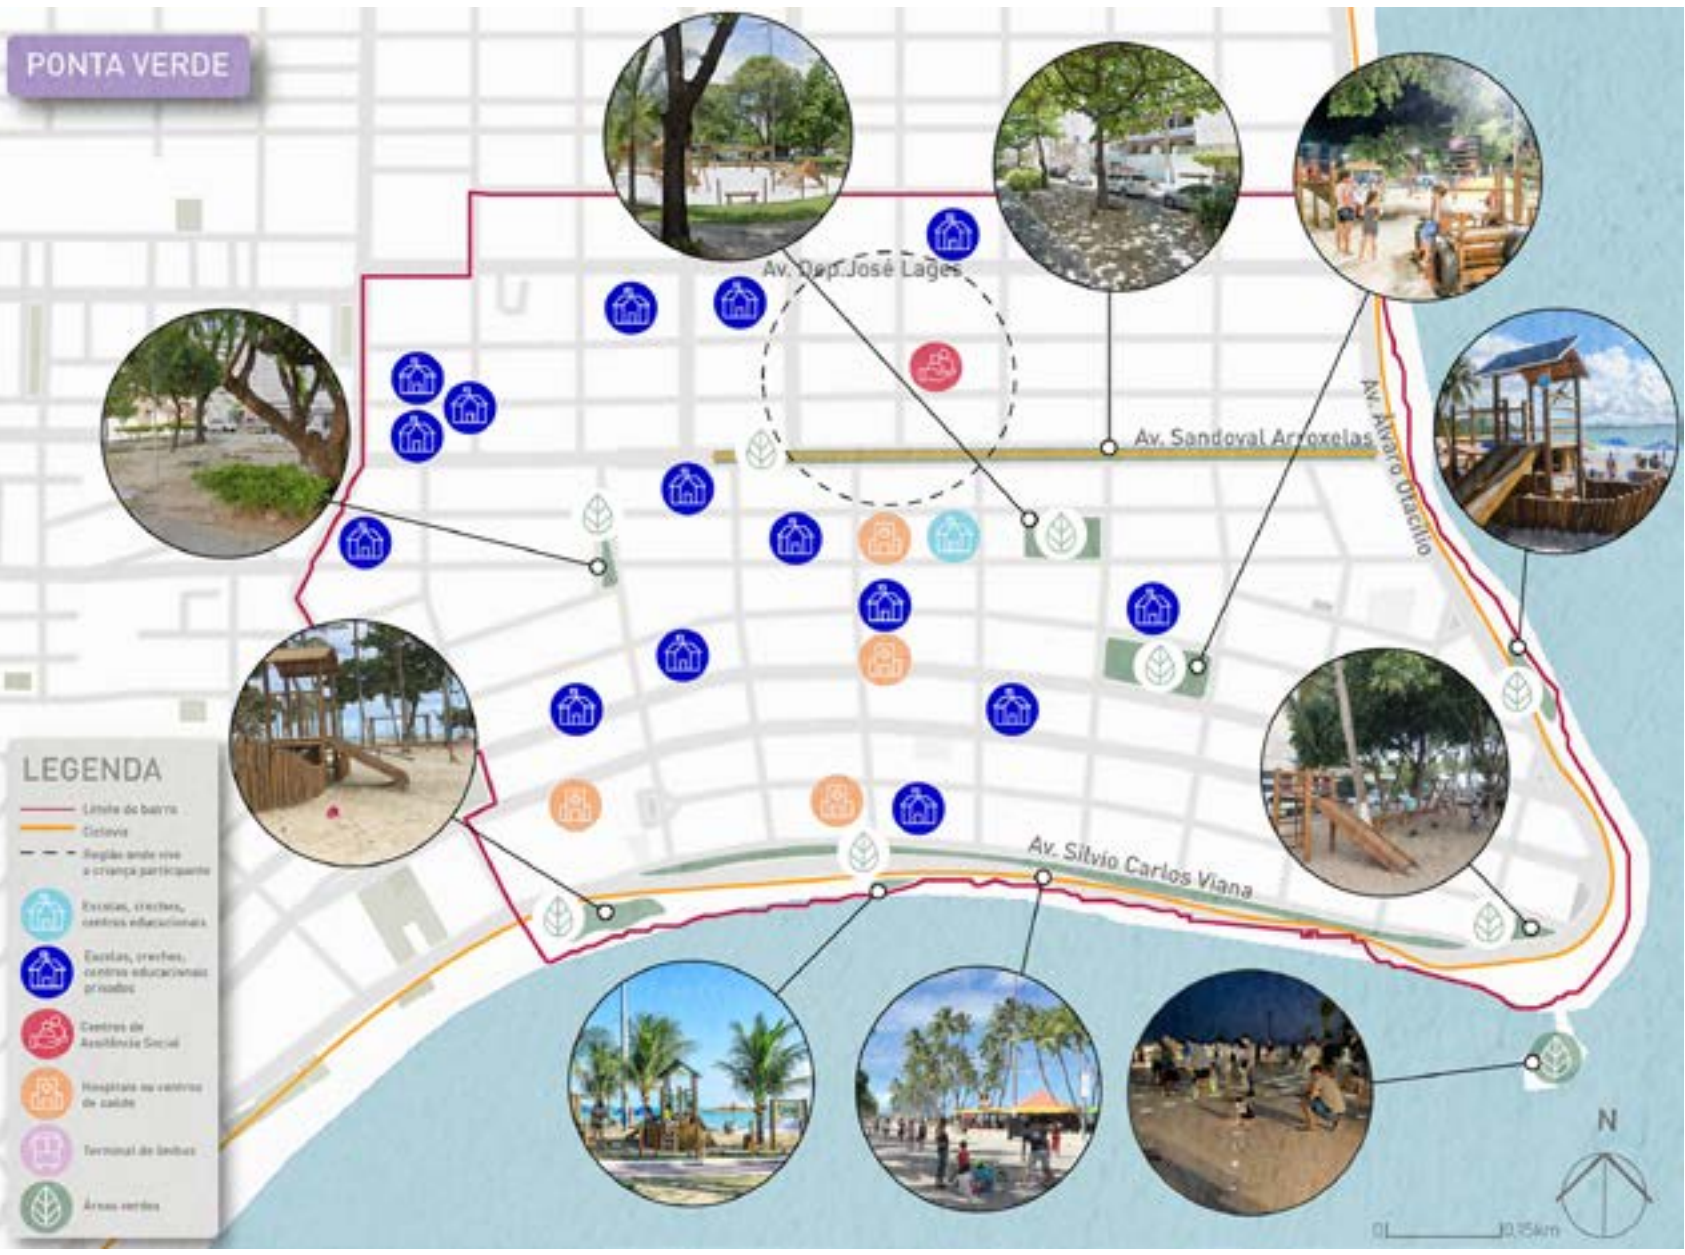 PONTA VERDE
Av. Dep.José Lages
Av. Sandoval Arroxelas
Av. Álvaro Otacílio
Av. Silvio Carlos Viana
LEGENDA
Limite do bairro
Ciclovia
Região onde vive
a criança participante
Escolas, creches,
centros educacionais
Escolas, creches,
centros educacionais
privados
Centros de
Assitência Social
Hospitais ou centros
de saúde
Terminal de ônibus
Áreas verdes
N
0
0,15km